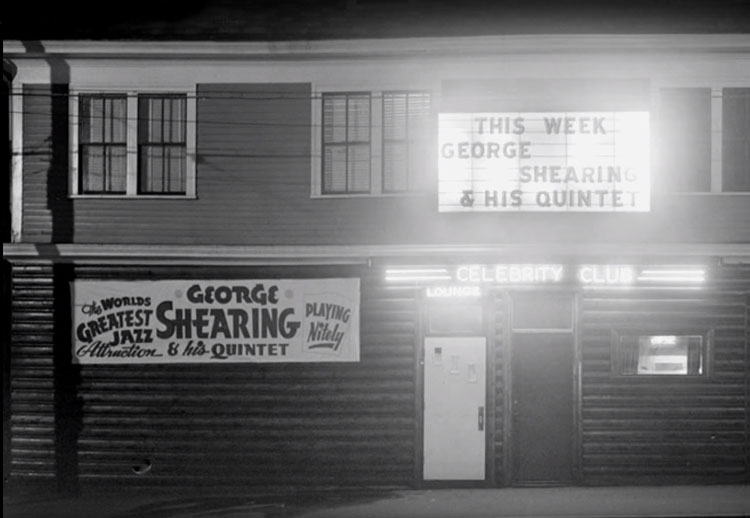 THIS WEEK
GEORGE
SHEARING
& HIS QUINTET
CELEBRITY CLUB
LOUNGE
The WORLDS
GREATEST
JAZZ
Attraction
GEORGE
SHEARING
& his QUINTET
PLAYING
Nitely